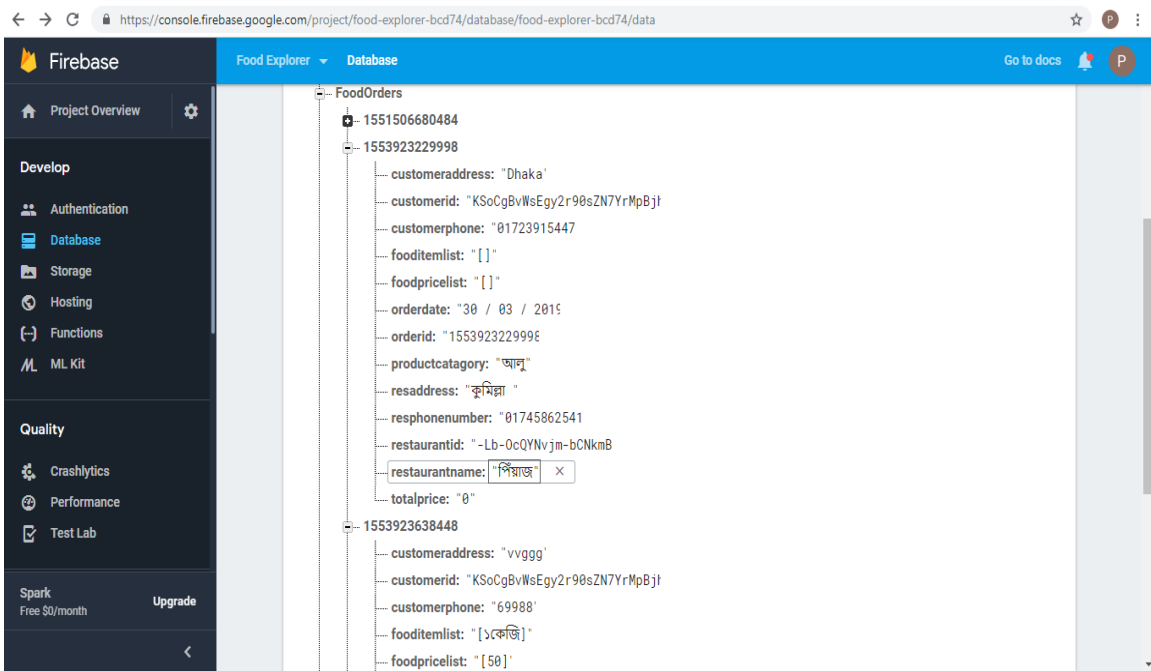 https://console.firebase.google.com/project/food-explorer-bcd74/database/food-explorer-bcd74/data
P
Firebase
Food Explorer Database
Go to docs
P
Project Overview
Develop
Authentication
Database
Storage
Hosting
Functions
ML Kit
Quality
Crashlytics
Performance
Test Lab
Spark
Free $0/month
Upgrade
FoodOrders
1551506680484
1553923229998
customeraddress: "Dhaka'
customerid: "KSoCgBvWsEgy2r90sZN7YrMpBjh
customerphone: "01723915447
fooditemlist: "[]"
foodpricelist: "[]"
orderdate: "30 / 03 / 2019
orderid: "1553923229998
productcatagory: "আলু"
resaddress: "কুমিল্লা "
resphonenumber: "01745862541
restaurantid: "-Lb-OcQYNvjm-bCNkmB
restaurantname: "পিঁয়াজ"
totalprice: "0"
1553923638448
customeraddress: "vvggg'
customerid: "KSoCgBvWsEgy2r90sZN7YrMpBjh
customerphone: "69988'
fooditemlist: "[১কেজি]"
foodpricelist: "[50]'